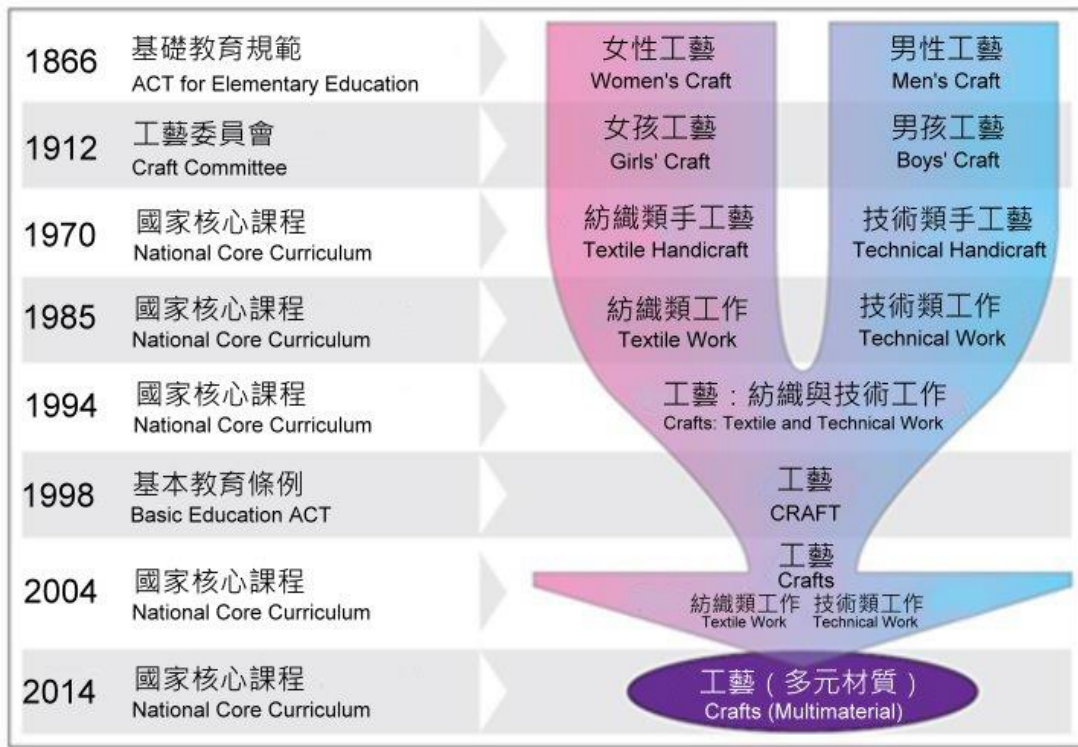 1866
基礎教育規範
ACT for Elementary Education
女性工藝
Women's Craft
男性工藝
Men's Craft
1912
工藝委員會
Craft Committee
女孩工藝
Girls' Craft
男孩工藝
Boys' Craft
1970
國家核心課程
National Core Curriculum
紡織類手工藝
Textile Handicraft
技術類手工藝
Technical Handicraft
1985
國家核心課程
National Core Curriculum
紡織類工作
Textile Work
技術類工作
Technical Work
1994
國家核心課程
National Core Curriculum
工藝：紡織與技術工作
Crafts: Textile and Technical Work
1998
基本教育條例
Basic Education ACT
工藝
CRAFT
2004
國家核心課程
National Core Curriculum
工藝
Crafts
紡織類工作
Textile Work
技術類工作
Technical Work
2014
國家核心課程
National Core Curriculum
工藝（多元材質）
Crafts (Multimaterial)